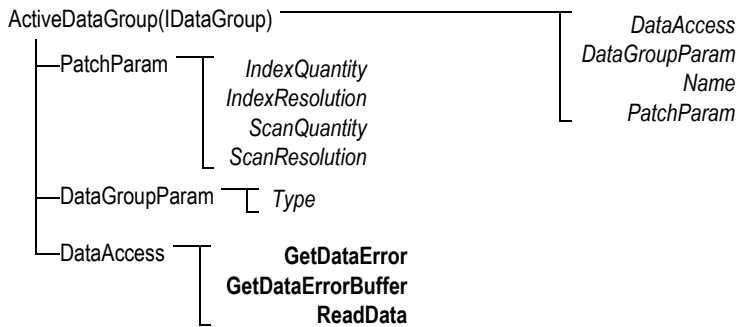 ActiveDataGroup(IDataGroup)
DataAccess
DataGroupParam
Name
PatchParam
PatchParam
IndexQuantity
IndexResolution
ScanQuantity
ScanResolution
DataGroupParam
Type
DataAccess
GetDataError
GetDataErrorBuffer
ReadData